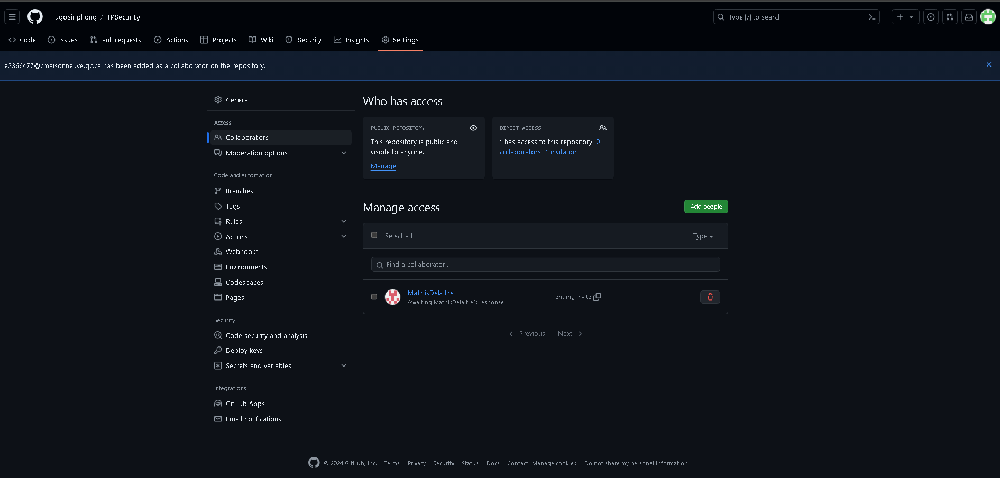 HugoSiriphong / TPSecurity
Type / to search
Code Issues Pull requests Actions Projects Wiki Security Insights Settings
e2366477@cmaisonneuve.qc.ca has been added as a collaborator on the repository.
General
Access
Collaborators
Moderation options
Code and automation
Branches
Tags
Rules
Actions
Webhooks
Environments
Codespaces
Pages
Security
Code security and analysis
Deploy keys
Secrets and variables
Integrations
GitHub Apps
Email notifications
Who has access
PUBLIC REPOSITORY
This repository is public and
visible to anyone.
Manage
DIRECT ACCESS
1 has access to this repository. 0
collaborators. 1 invitation.
Manage access
Add people
Select all
Type
Find a collaborator...
MathisDelaitre
Awaiting MathisDelaitre's response
Pending Invite
Previous Next
© 2024 GitHub, Inc. Terms Privacy Security Status Docs Contact Manage cookies Do not share my personal information